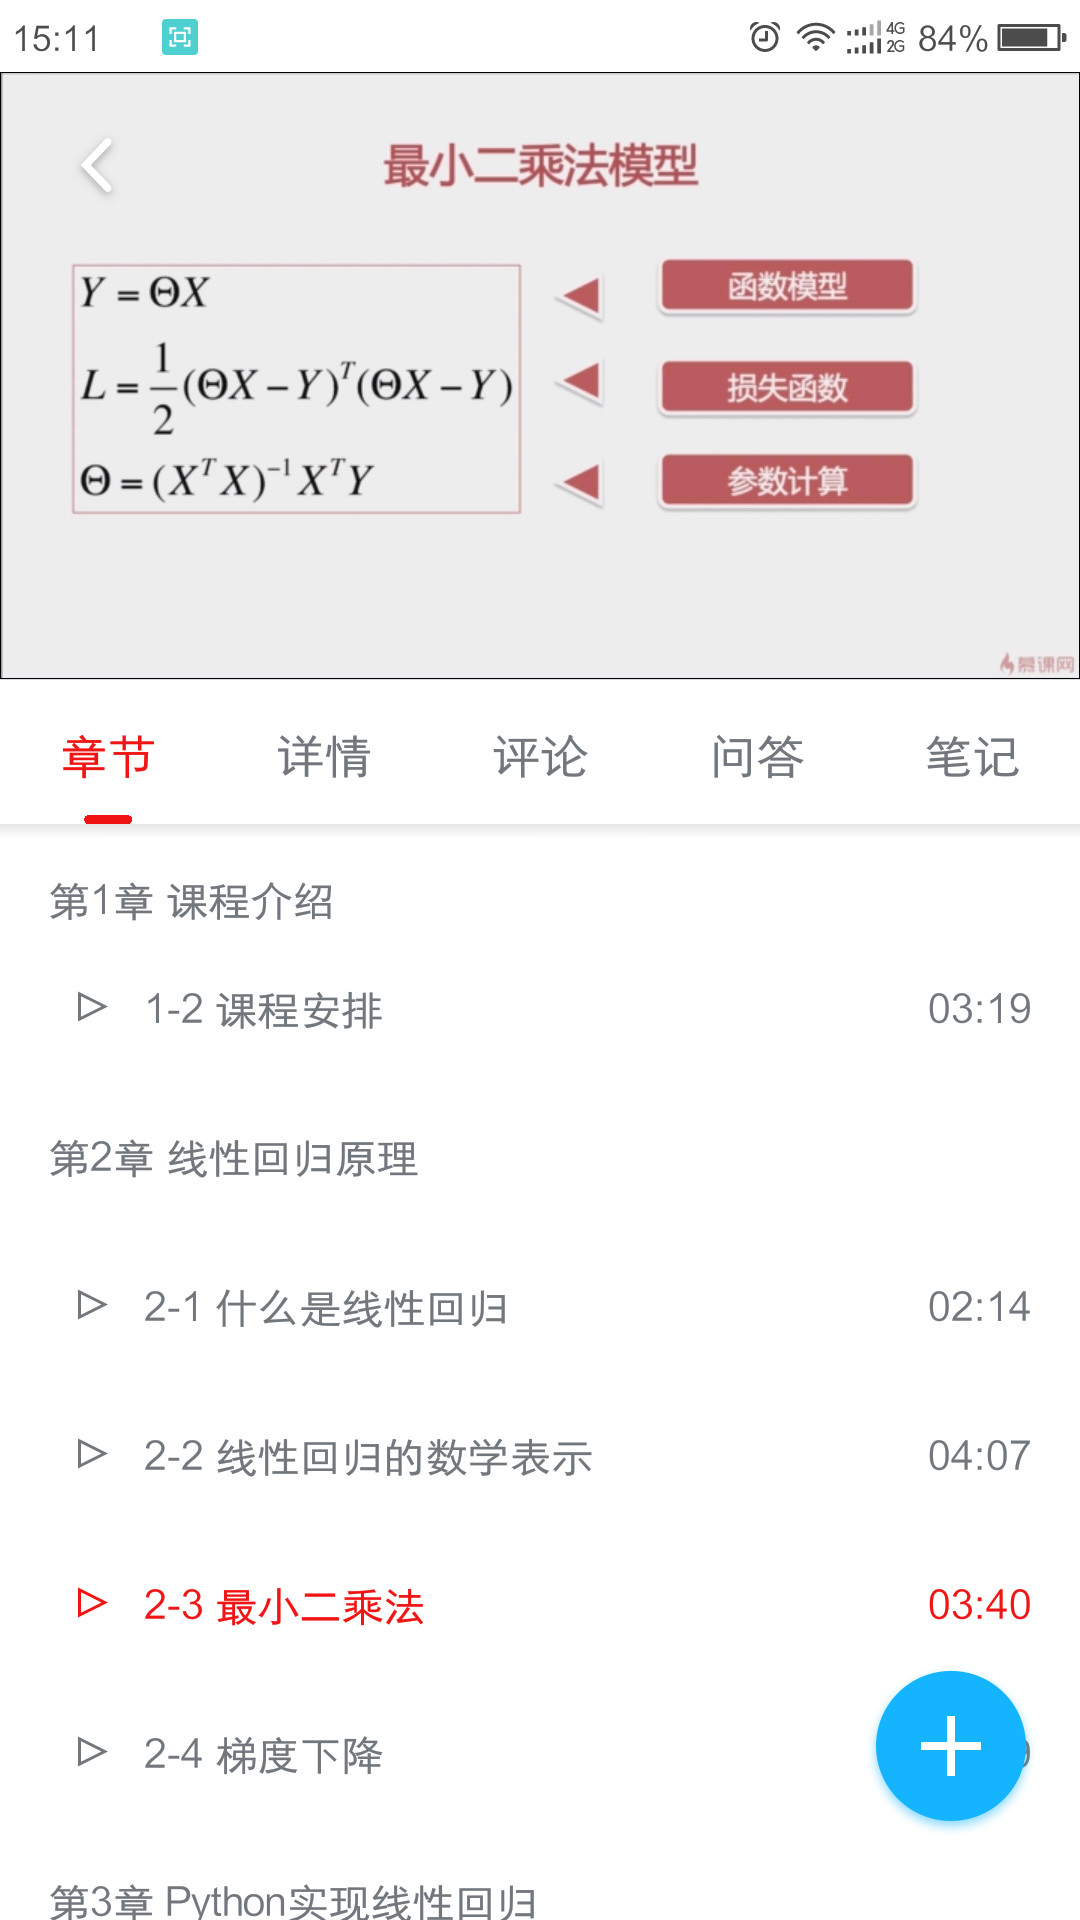 15:11 4G 2G 84%
最小二乘法模型
Y = ΘX
函数模型
L = 1/2 (ΘX − Y)^T (ΘX − Y)
损失函数
Θ = (X^T X)^−1 X^T Y
参数计算
慕课网
章节 详情 评论 问答 笔记
第1章 课程介绍
1-2 课程安排 03:19
第2章 线性回归原理
2-1 什么是线性回归 02:14
2-2 线性回归的数学表示 04:07
2-3 最小二乘法 03:40
2-4 梯度下降
第3章 Python实现线性回归